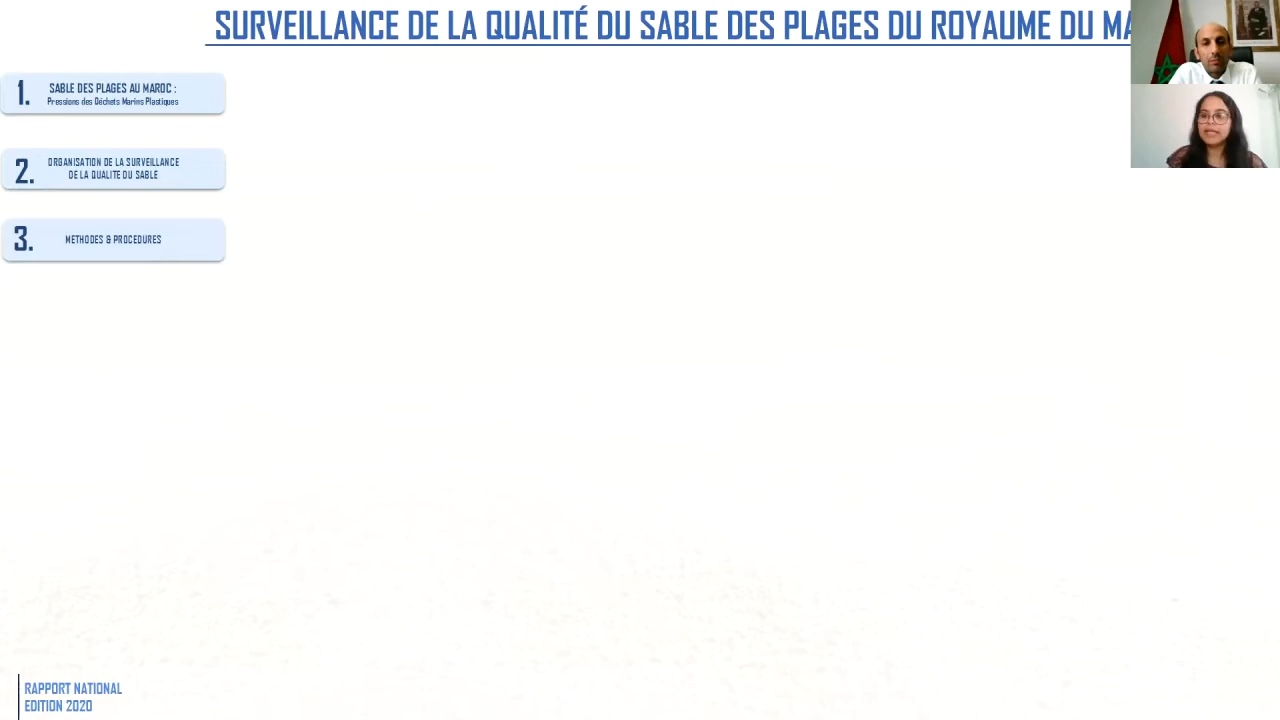 SURVEILLANCE DE LA QUALITÉ DU SABLE DES PLAGES DU ROYAUME DU MA
1. SABLE DES PLAGES AU MAROC :
Pressions des Déchets Marins Plastiques
2. ORGANISATION DE LA SURVEILLANCE
DE LA QUALITE DU SABLE
3. METHODES & PROCEDURES
RAPPORT NATIONAL
EDITION 2020